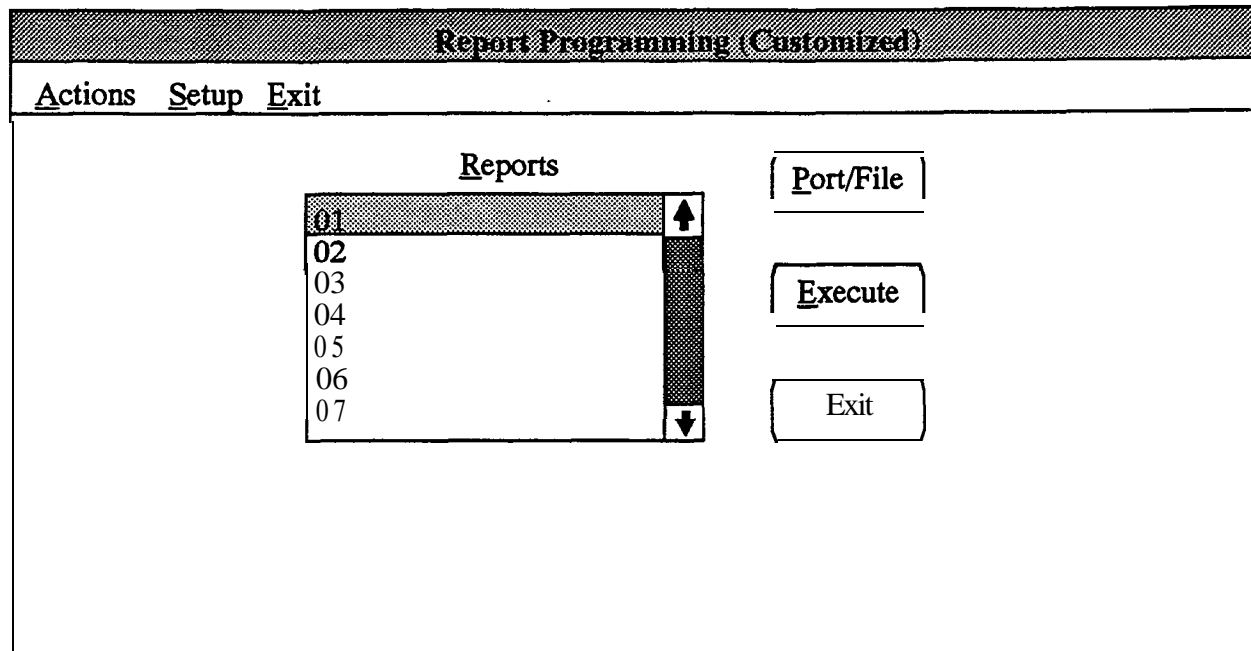 Report Programming (Customized)
Actions Setup Exit
Reports
01
02
03
04
05
06
07
Port/File
Execute
Exit